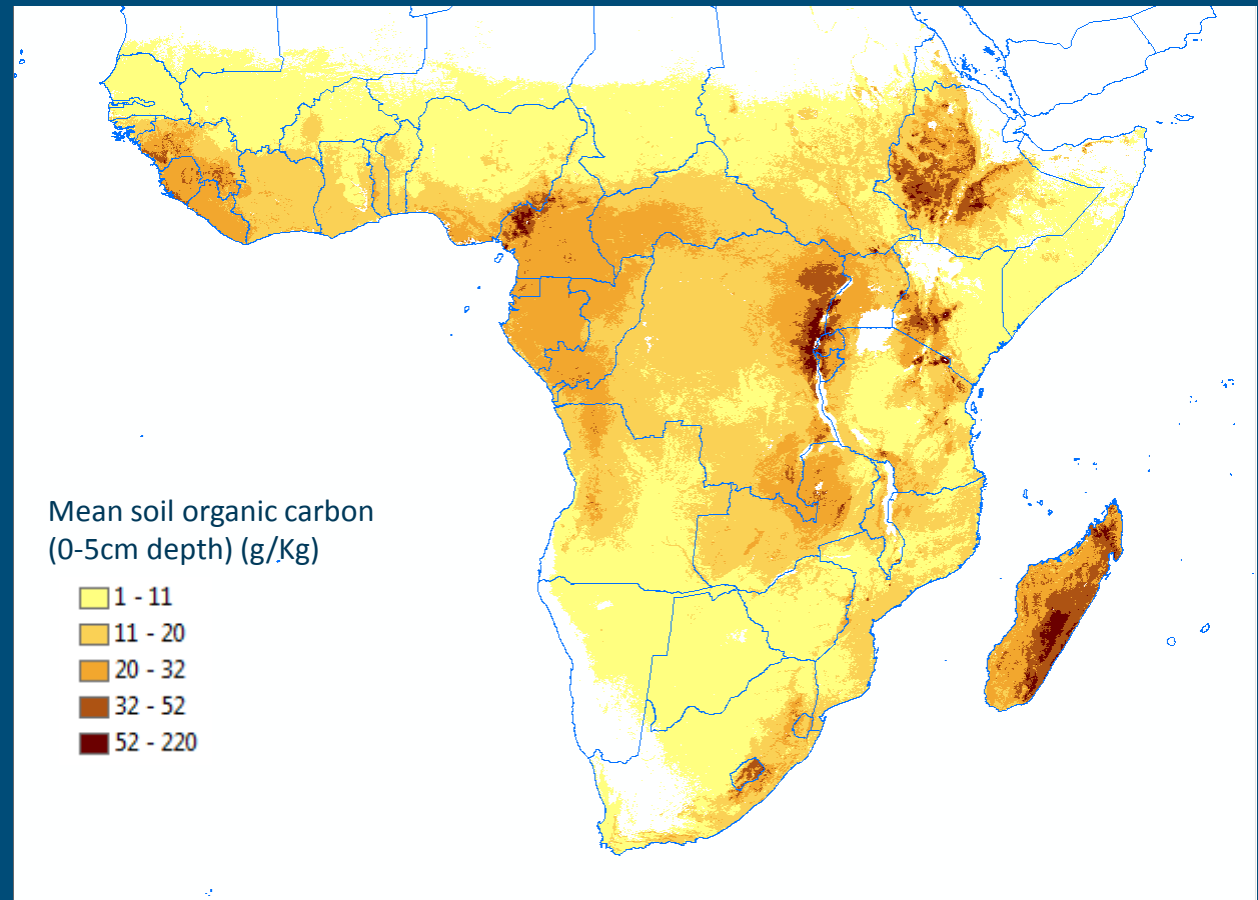 Mean soil organic carbon
(0-5cm depth) (g/Kg)
1 - 11
11 - 20
20 - 32
32 - 52
52 - 220